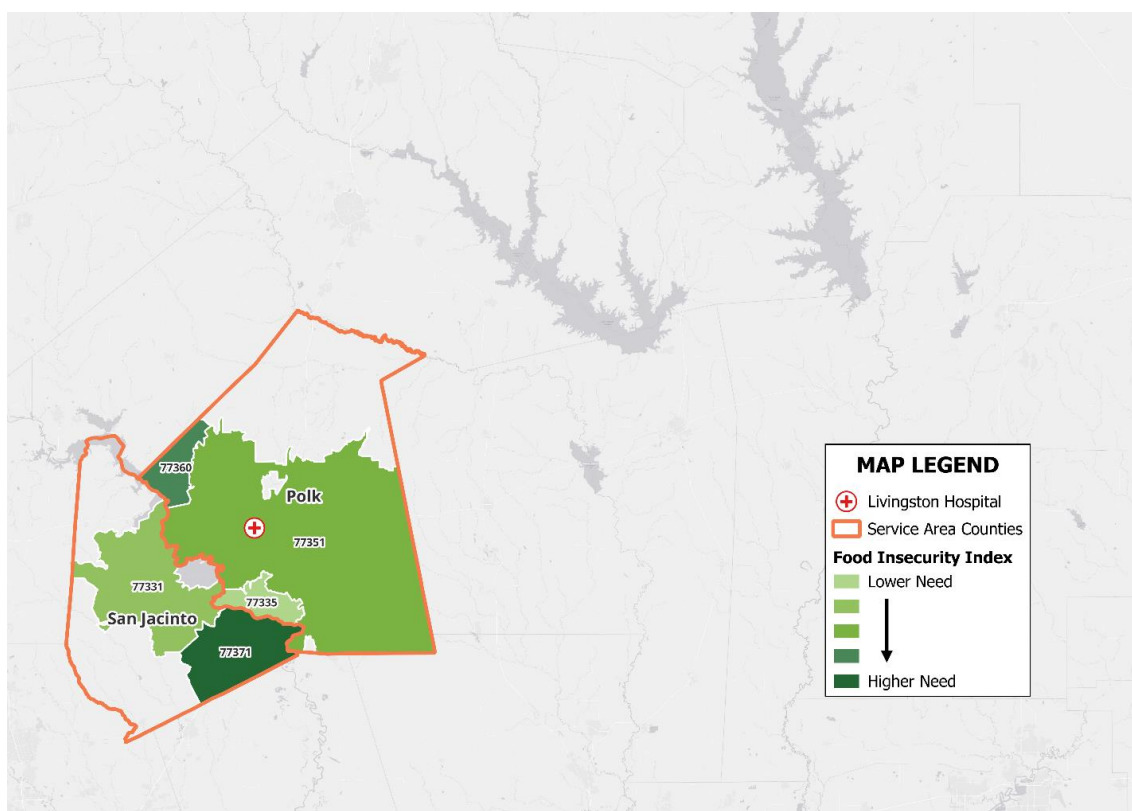 77360
Polk
77351
77331
77335
San Jacinto
77371
MAP LEGEND
Livingston Hospital
Service Area Counties
Food Insecurity Index
Lower Need
Higher Need